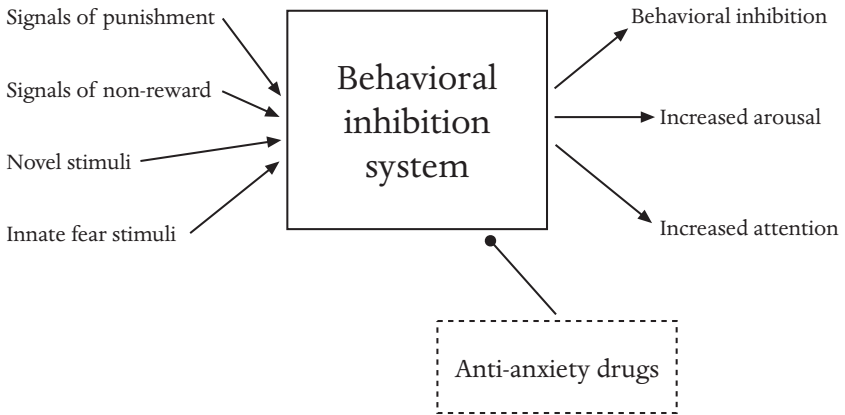 Signals of punishment
Signals of non-reward
Novel stimuli
Innate fear stimuli
Behavioral
inhibition
system
Behavioral inhibition
Increased arousal
Increased attention
Anti-anxiety drugs